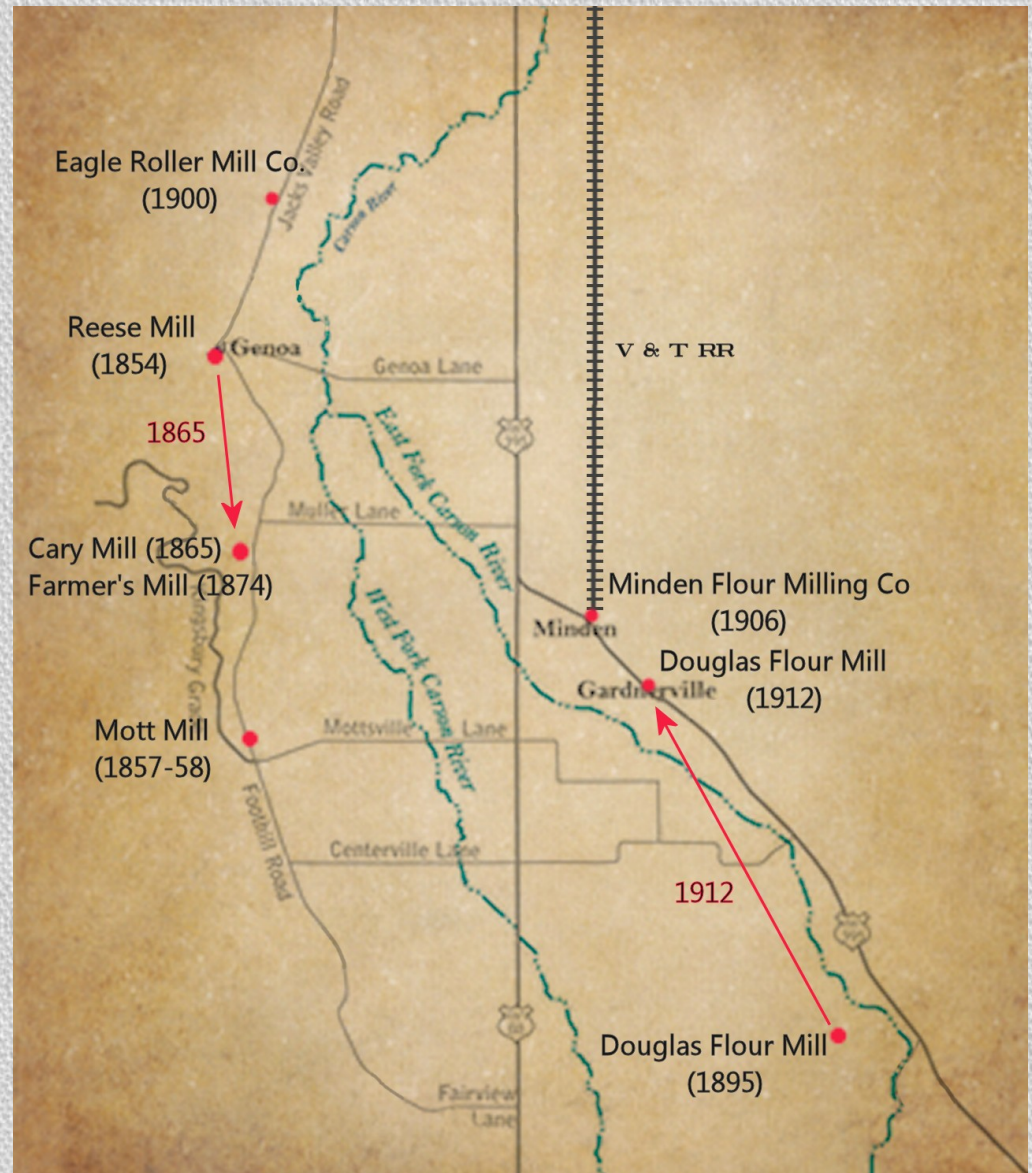 Jacks Valley Road
Eagle Roller Mill Co.
(1900)
Carson River
Reese Mill
(1854)
Genoa
V & T RR
Genoa Lane
1865
East Fork Carson River
Muller Lane
Cary Mill (1865)
Farmer's Mill (1874)
Minden Flour Milling Co
(1906)
Minden
West Fork Carson River
Douglas Flour Mill
(1912)
Gardnerville
Mott Mill
(1857-58)
Mottsville Lane
Foothill Road
Centerville Lane
1912
88
Douglas Flour Mill
(1895)
Fairview
Lane